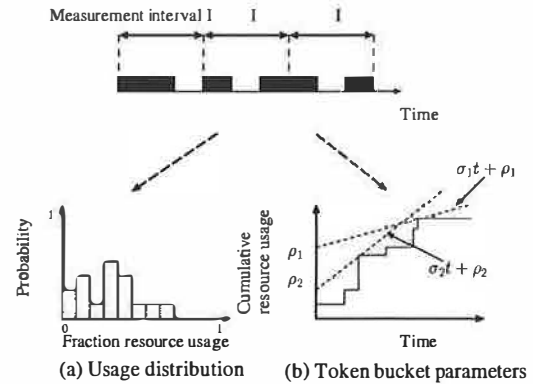 Measurement interval I I I
Time
Probability
1
0
1
Fraction resource usage
(a) Usage distribution
Cumulative
resource usage
ρ1
ρ2
σ1t + ρ1
σ2t + ρ2
Time
(b) Token bucket parameters